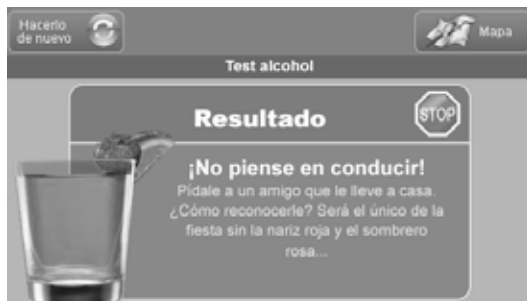 Hacerlo
de nuevo
Mapa
Test alcohol
Resultado
STOP
¡No piense en conducir!
Pídale a un amigo que le lleve a casa.
¿Cómo reconocerle? Será el único de la
fiesta sin la nariz roja y el sombrero
rosa...